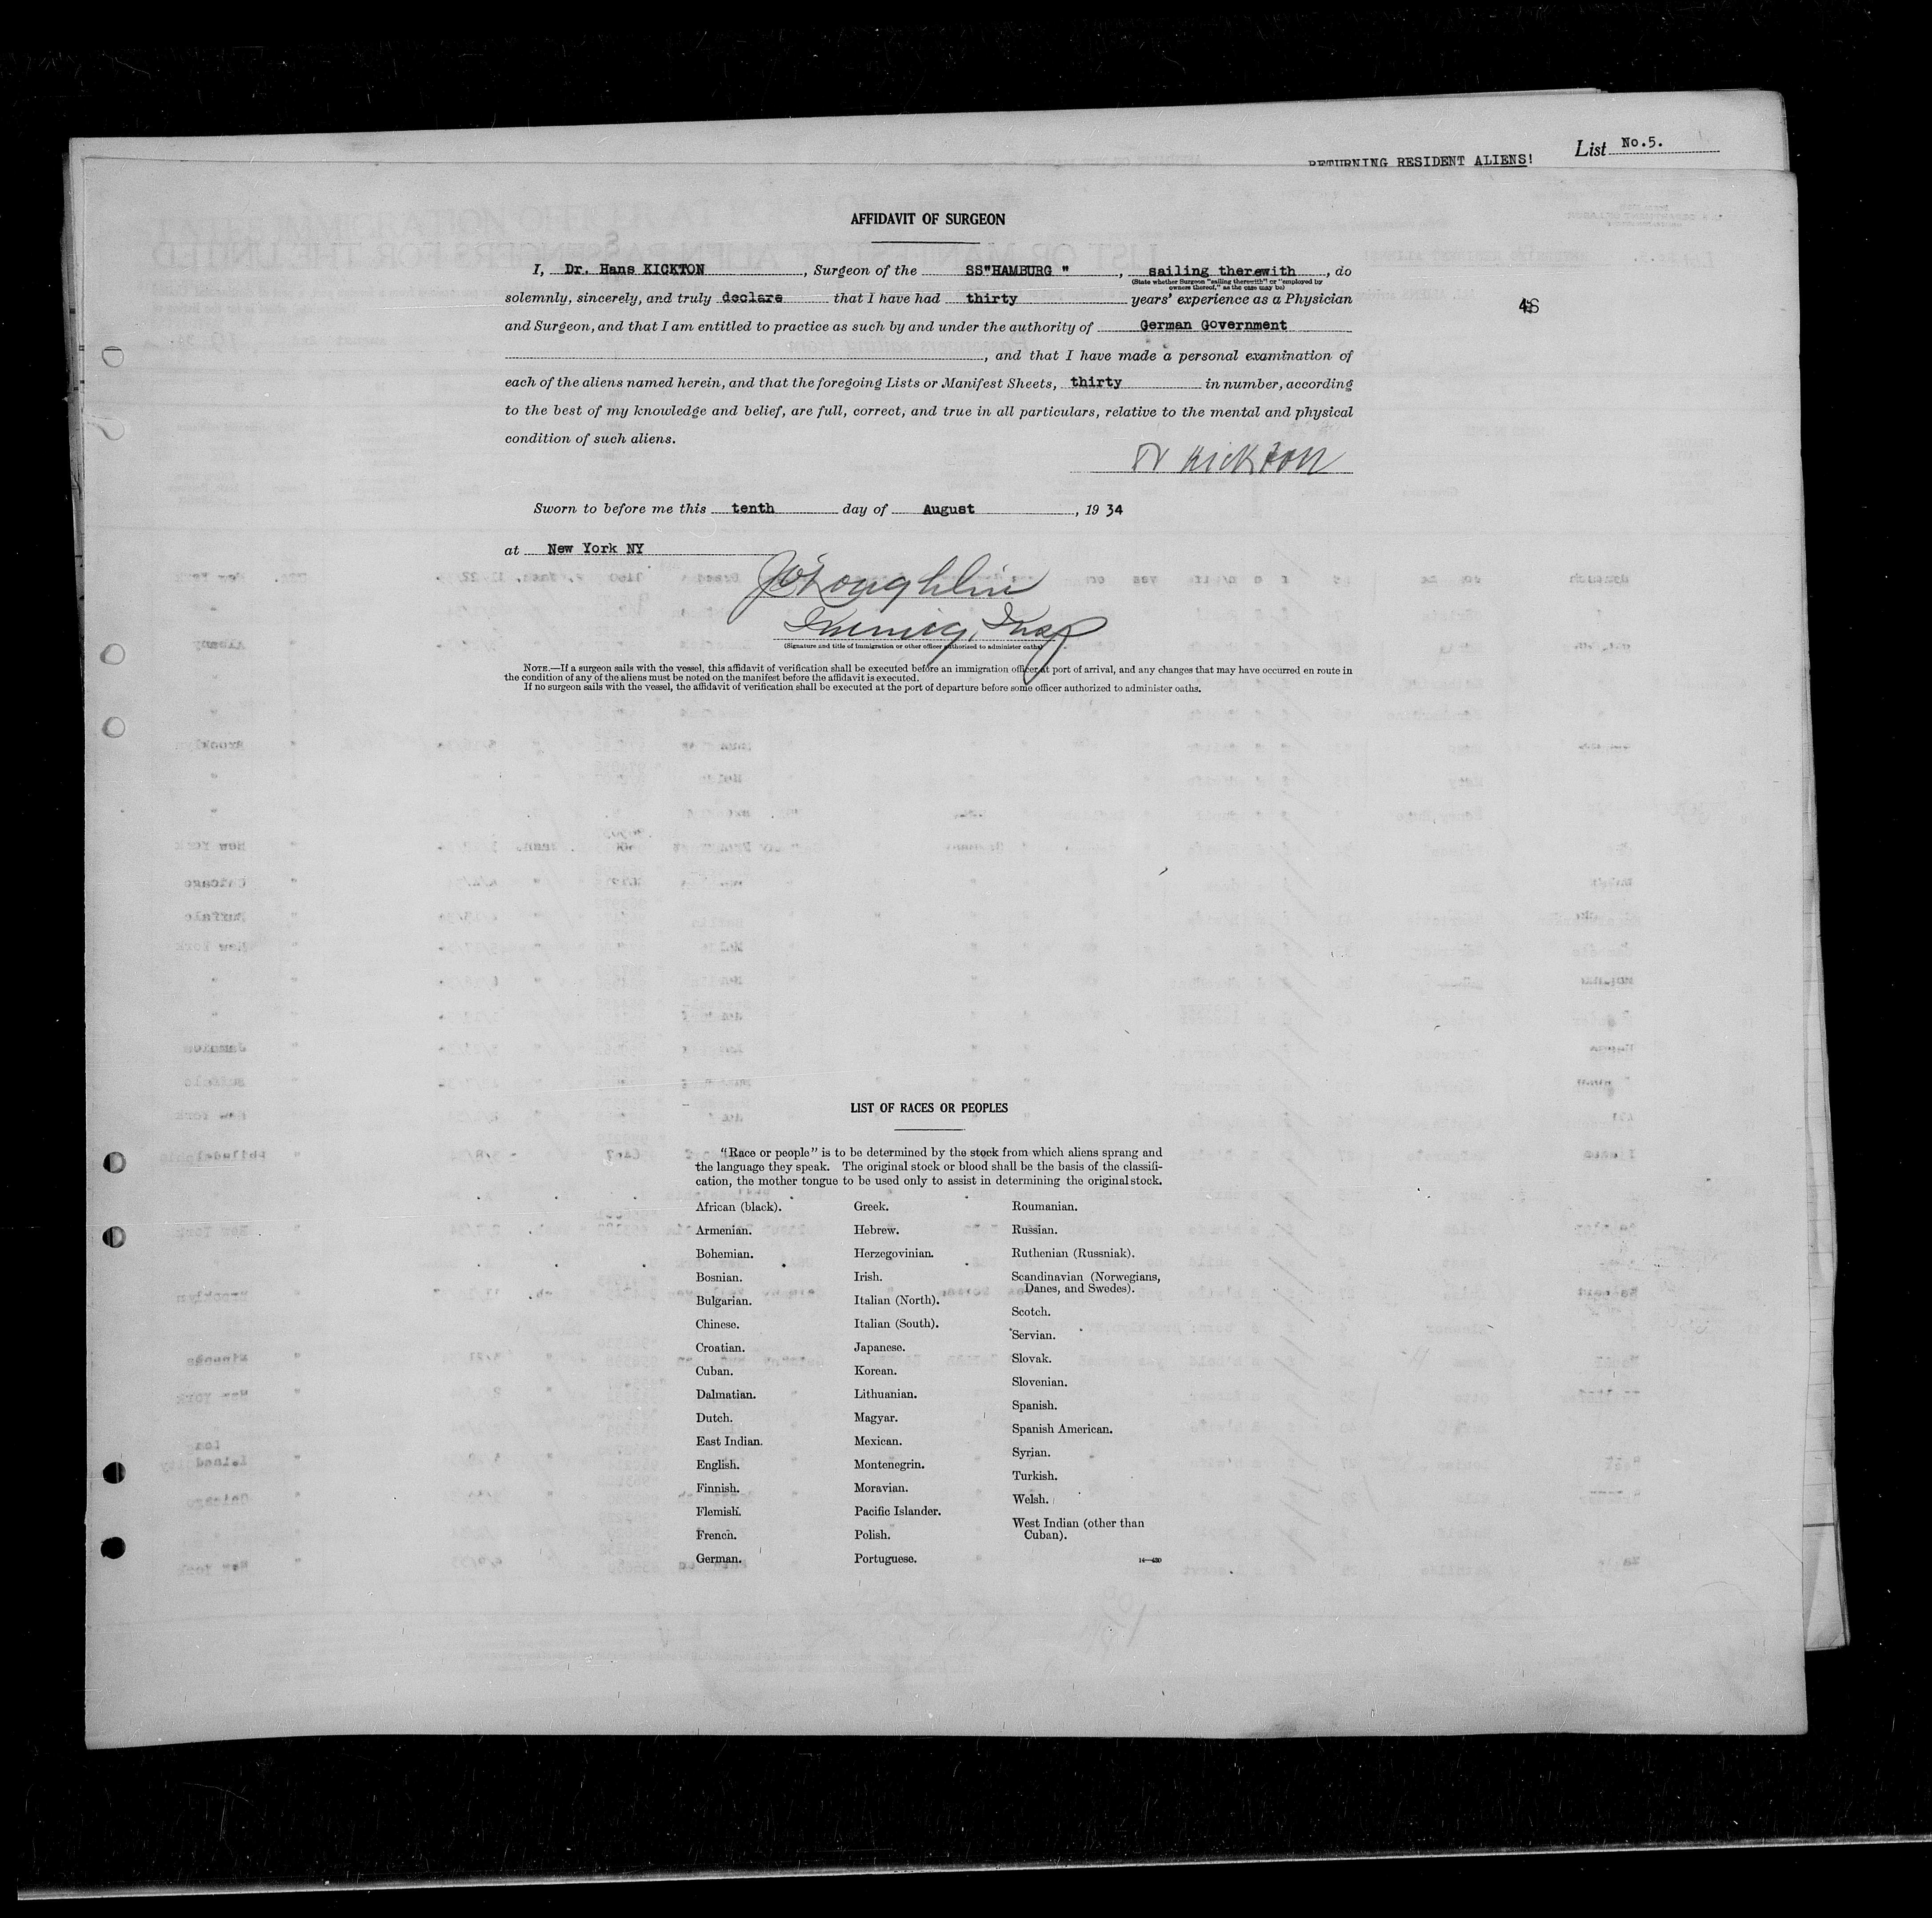 List No.5.
RETURNING RESIDENT ALIENS!
AFFIDAVIT OF SURGEON
I, Dr. Hans KICKTON, Surgeon of the SS"HAMBURG ", sailing therewith, do
(State whether Surgeon "sailing therewith" or "employed by
owners thereof," as the case may be)
solemnly, sincerely, and truly declare that I have had thirty years' experience as a Physician
and Surgeon, and that I am entitled to practice as such by and under the authority of German Government
, and that I have made a personal examination of
each of the aliens named herein, and that the foregoing Lists or Manifest Sheets, thirty in number, according
to the best of my knowledge and belief, are full, correct, and true in all particulars, relative to the mental and physical
condition of such aliens.
Dr Kickton
Sworn to before me this tenth day of August, 1934
at New York NY
Immig. Insp
(Signature and title of immigration or other officer authorized to administer oaths)
NOTE.—If a surgeon sails with the vessel, this affidavit of verification shall be executed before an immigration officer at port of arrival, and any changes that may have occurred en route in
the condition of any of the aliens must be noted on the manifest before the affidavit is executed.
If no surgeon sails with the vessel, the affidavit of verification shall be executed at the port of departure before some officer authorized to administer oaths.
LIST OF RACES OR PEOPLES
"Race or people" is to be determined by the stock from which aliens sprang and
the language they speak. The original stock or blood shall be the basis of the classifi-
cation, the mother tongue to be used only to assist in determining the original stock.
African (black).
Armenian.
Bohemian.
Bosnian.
Bulgarian.
Chinese.
Croatian.
Cuban.
Dalmatian.
Dutch.
East Indian.
English.
Finnish.
Flemish.
French.
German.
Greek.
Hebrew.
Herzegovinian.
Irish.
Italian (North).
Italian (South).
Japanese.
Korean.
Lithuanian.
Magyar.
Mexican.
Montenegrin.
Moravian.
Pacific Islander.
Polish.
Portuguese.
Roumanian.
Russian.
Ruthenian (Russniak).
Scandinavian (Norwegians,
Danes, and Swedes).
Scotch.
Servian.
Slovak.
Slovenian.
Spanish.
Spanish American.
Syrian.
Turkish.
Welsh.
West Indian (other than
Cuban).
14—430